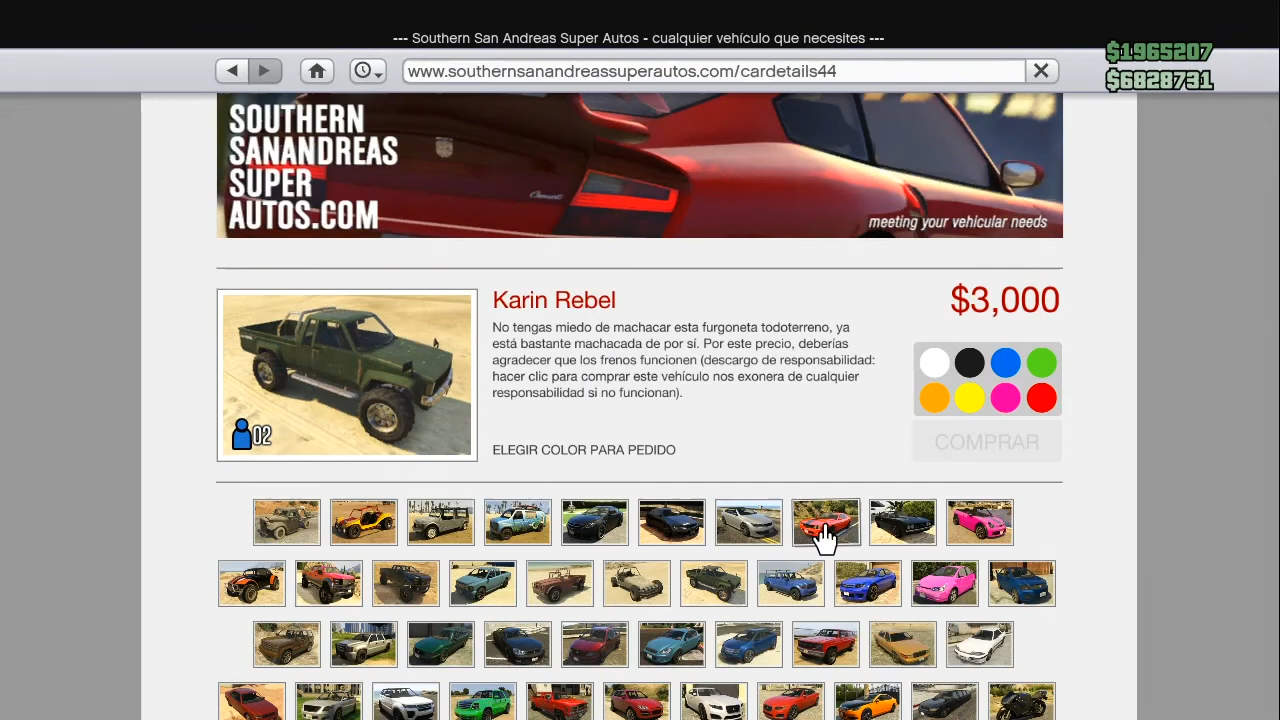 --- Southern San Andreas Super Autos - cualquier vehículo que necesites ---
$1965207
www.southernsanandreassuperautos.com/cardetails44
$6828731
SOUTHERN
SANANDREAS
SUPER
AUTOS.COM
meeting your vehicular needs
Karin Rebel
$3,000
No tengas miedo de machacar esta furgoneta todoterreno, ya
está bastante machacada de por sí. Por este precio, deberías
agradecer que los frenos funcionen (descargo de responsabilidad:
hacer clic para comprar este vehículo nos exonera de cualquier
responsabilidad si no funcionan).
02
ELEGIR COLOR PARA PEDIDO
COMPRAR